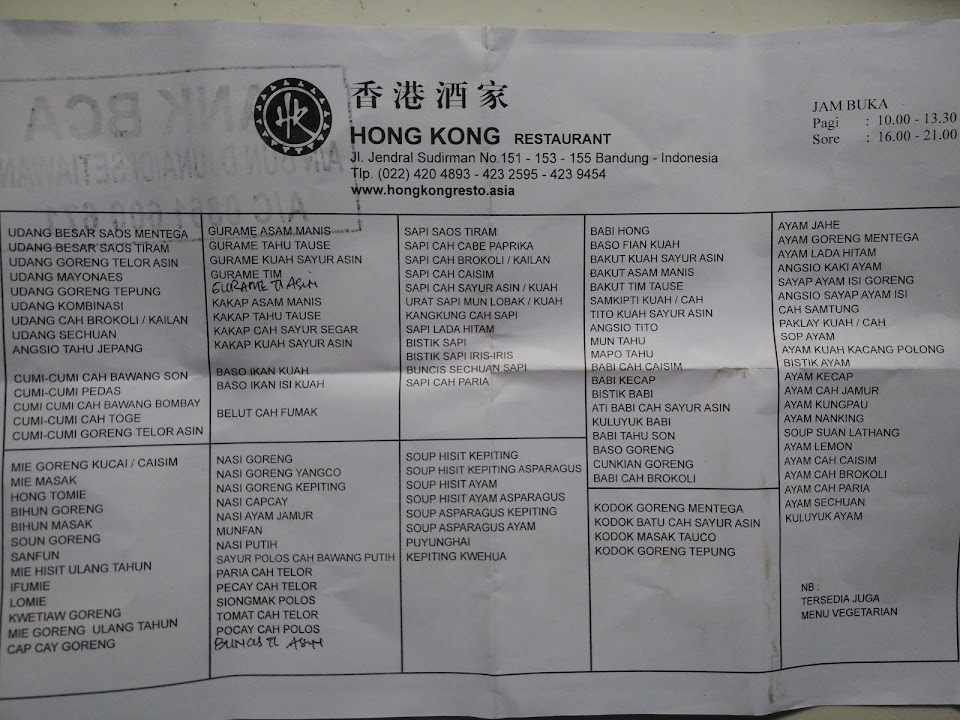 香港酒家
HK
HONG KONG RESTAURANT
Jl. Jendral Sudirman No.151 - 153 - 155 Bandung - Indonesia
Tlp. (022) 420 4893 - 423 2595 - 423 9454
www.hongkongresto.asia
JAM BUKA
Pagi : 10.00 - 13.30
Sore : 16.00 - 21.00
UDANG BESAR SAOS MENTEGA
UDANG BESAR SAOS TIRAM
UDANG GORENG TELOR ASIN
UDANG MAYONAES
UDANG GORENG TEPUNG
UDANG KOMBINASI
UDANG CAH BROKOLI / KAILAN
UDANG SECHUAN
ANGSIO TAHU JEPANG
CUMI-CUMI CAH BAWANG SON
CUMI-CUMI PEDAS
CUMI CUMI CAH BAWANG BOMBAY
CUMI-CUMI CAH TOGE
CUMI-CUMI GORENG TELOR ASIN
GURAME ASAM MANIS
GURAME TAHU TAUSE
GURAME KUAH SAYUR ASIN
GURAME TIM
GURAME TL ASIN
KAKAP ASAM MANIS
KAKAP TAHU TAUSE
KAKAP CAH SAYUR SEGAR
KAKAP KUAH SAYUR ASIN
BASO IKAN KUAH
BASO IKAN ISI KUAH
BELUT CAH FUMAK
SAPI SAOS TIRAM
SAPI CAH CABE PAPRIKA
SAPI CAH BROKOLI / KAILAN
SAPI CAH CAISIM
SAPI CAH SAYUR ASIN / KUAH
URAT SAPI MUN LOBAK / KUAH
KANGKUNG CAH SAPI
SAPI LADA HITAM
BISTIK SAPI
BISTIK SAPI IRIS-IRIS
BUNCIS SECHUAN SAPI
SAPI CAH PARIA
BABI HONG
BASO FIAN KUAH
BAKUT KUAH SAYUR ASIN
BAKUT ASAM MANIS
BAKUT TIM TAUSE
SAMKIPTI KUAH / CAH
TITO KUAH SAYUR ASIN
ANGSIO TITO
MUN TAHU
MAPO TAHU
BABI CAH CAISIM
BABI KECAP
BISTIK BABI
ATI BABI CAH SAYUR ASIN
KULUYUK BABI
BABI TAHU SON
BASO GORENG
CUNKIAN GORENG
BABI CAH BROKOLI
AYAM JAHE
AYAM GORENG MENTEGA
AYAM LADA HITAM
ANGSIO KAKI AYAM
SAYAP AYAM ISI GORENG
ANGSIO SAYAP AYAM ISI
CAH SAMTUNG
PAKLAY KUAH / CAH
SOP AYAM
AYAM KUAH KACANG POLONG
BISTIK AYAM
AYAM KECAP
AYAM CAH JAMUR
AYAM KUNGPAU
AYAM NANKING
SOUP SUAN LATHANG
AYAM LEMON
AYAM CAH CAISIM
AYAM CAH BROKOLI
AYAM CAH PARIA
AYAM SECHUAN
KULUYUK AYAM
NB :
TERSEDIA JUGA
MENU VEGETARIAN
MIE GORENG KUCAI / CAISIM
MIE MASAK
HONG TOMIE
BIHUN GORENG
BIHUN MASAK
SOUN GORENG
SANFUN
MIE HISIT ULANG TAHUN
IFUMIE
LOMIE
KWETIAW GORENG
MIE GORENG ULANG TAHUN
CAP CAY GORENG
NASI GORENG
NASI GORENG YANGCO
NASI GORENG KEPITING
NASI CAPCAY
NASI AYAM JAMUR
MUNFAN
NASI PUTIH
SAYUR POLOS CAH BAWANG PUTIH
PARIA CAH TELOR
PECAY CAH TELOR
SIONGMAK POLOS
TOMAT CAH TELOR
POCAY CAH POLOS
BUNCIS TL ASIN
SOUP HISIT KEPITING
SOUP HISIT KEPITING ASPARAGUS
SOUP HISIT AYAM
SOUP HISIT AYAM ASPARAGUS
SOUP ASPARAGUS KEPITING
SOUP ASPARAGUS AYAM
PUYUNGHAI
KEPITING KWEHUA
KODOK GORENG MENTEGA
KODOK BATU CAH SAYUR ASIN
KODOK MASAK TAUCO
KODOK GORENG TEPUNG